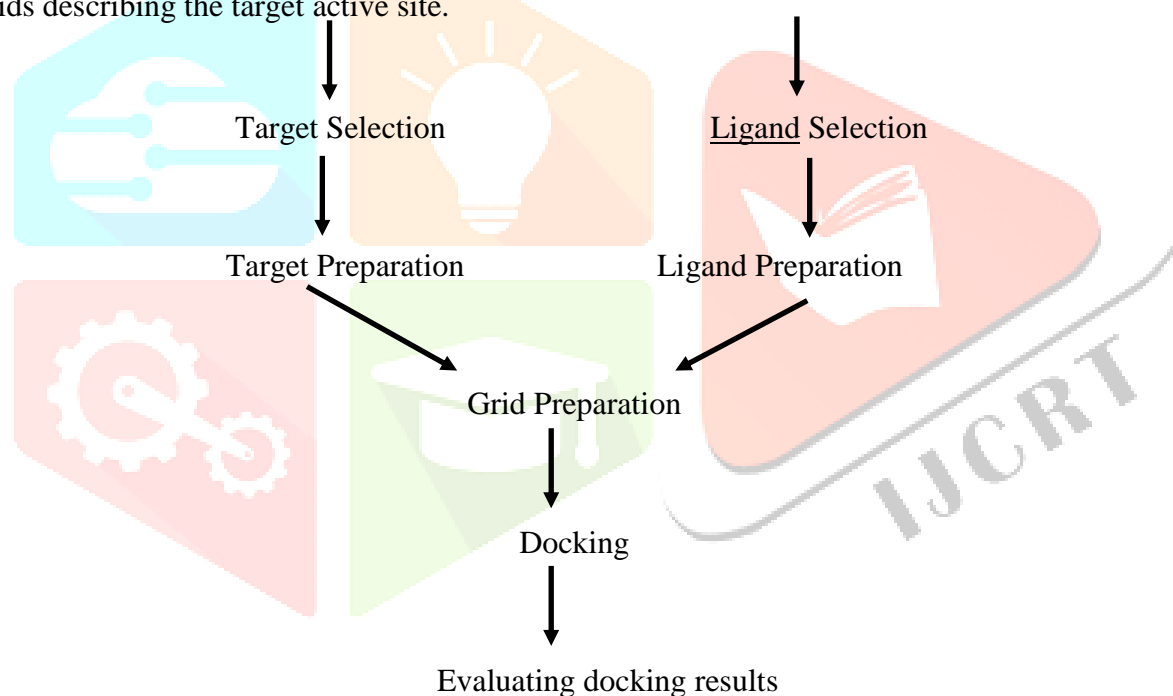 ids describing the target active site.
Target Selection
Ligand Selection
Target Preparation
Ligand Preparation
Grid Preparation
IJCRT
Docking
Evaluating docking results